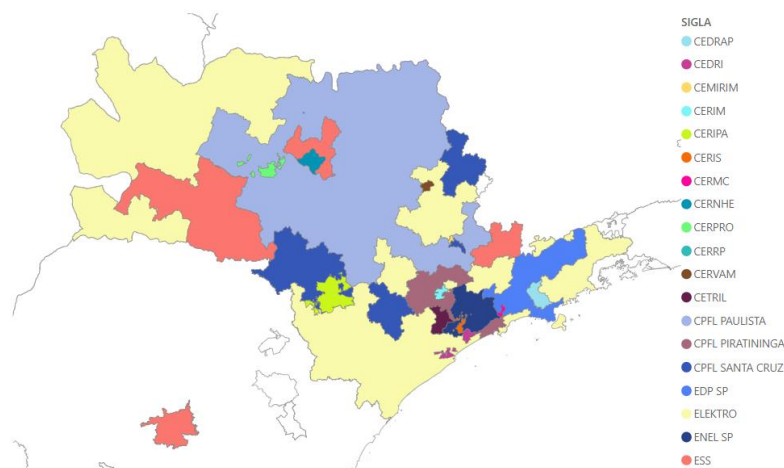 SIGLA
CEDRAP
CEDRI
CEMIRIM
CERIM
CERIPA
CERIS
CERMC
CERNHE
CERPRO
CERRP
CERVAM
CETRIL
CPFL PAULISTA
CPFL PIRATININGA
CPFL SANTA CRUZ
EDP SP
ELEKTRO
ENEL SP
ESS